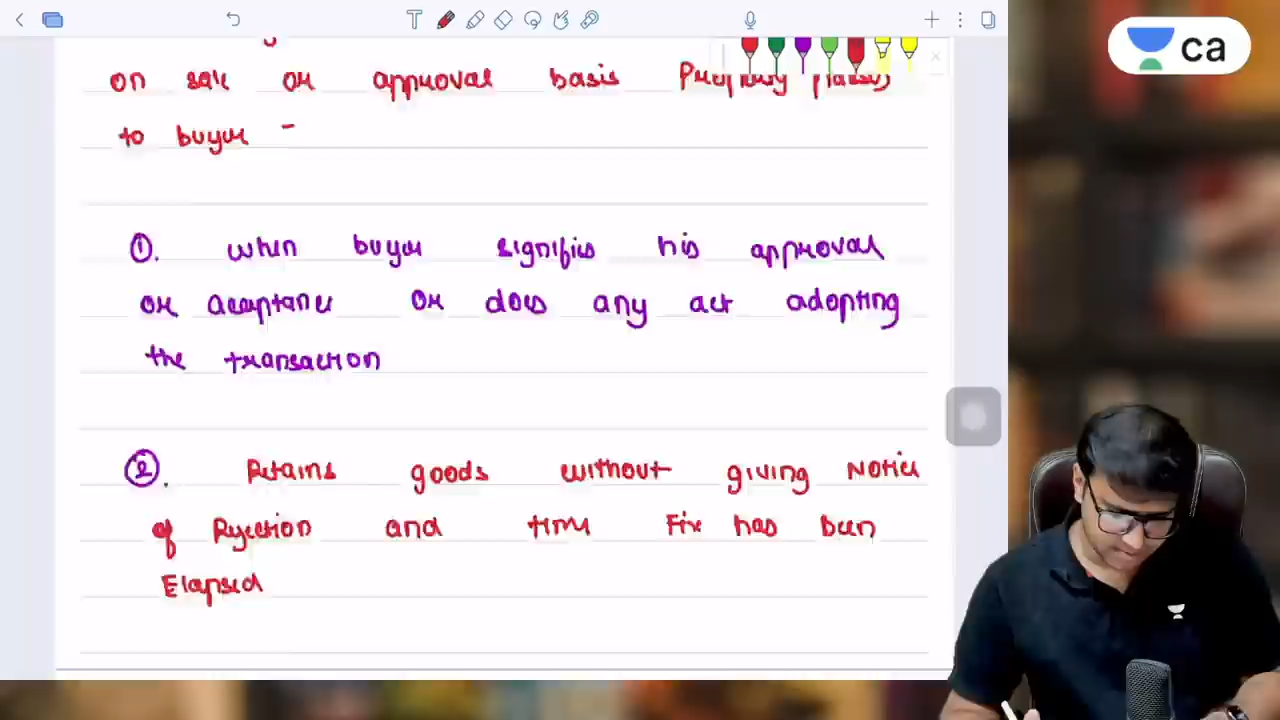 ca
on sale or approval basis Property passes
to buyer -
①. when buyer signifies his approval
or acceptance or does any act adopting
the transaction
②. Retains goods without giving Notice
of Rejection and time Fix has been
Elapsed